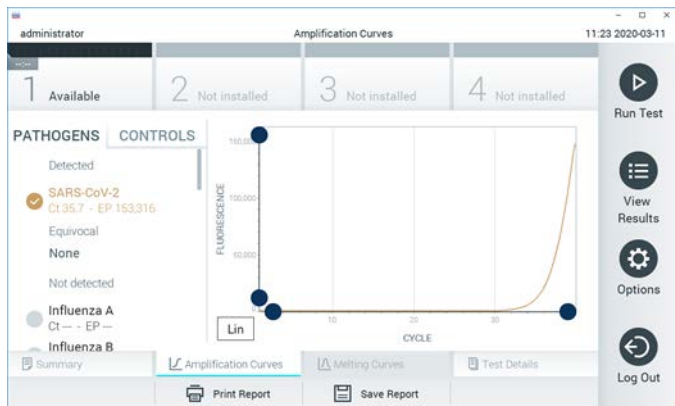 administrator
Amplification Curves
11:23 2020-03-11
--:--
1 Available
2 Not installed
3 Not installed
4 Not installed
Run Test
View
Results
Options
Log Out
PATHOGENS CONTROLS
Detected
SARS-CoV-2
Ct 35.7 - EP 153,316
Equivocal
None
Not detected
Influenza A
Ct --- - EP ---
Influenza B
FLUORESCENCE
160,000
100,000
50,000
0
10 20 30
Lin
CYCLE
Summary
Amplification Curves
Melting Curves
Test Details
Print Report
Save Report